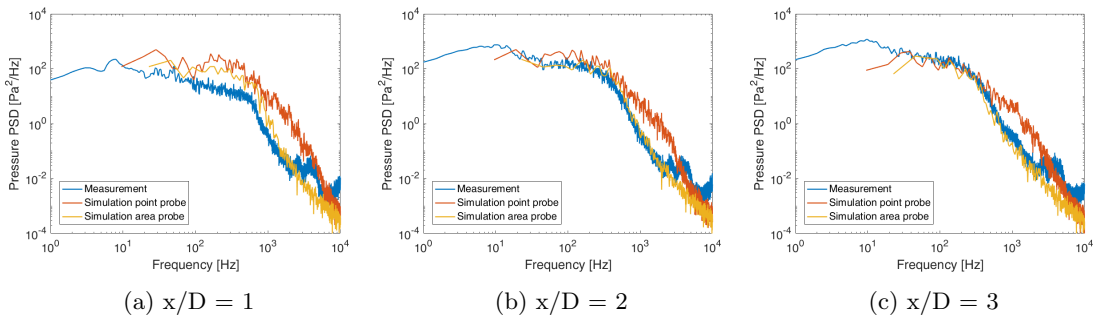 10^4
10^2
10^0
10^-2
10^-4
Pressure PSD [Pa^2/Hz]
Measurement
Simulation point probe
Simulation area probe
10^0 10^1 10^2 10^3 10^4
Frequency [Hz]
(a) x/D = 1
10^4
10^2
10^0
10^-2
10^-4
Pressure PSD [Pa^2/Hz]
Measurement
Simulation point probe
Simulation area probe
10^0 10^1 10^2 10^3 10^4
Frequency [Hz]
(b) x/D = 2
10^4
10^2
10^0
10^-2
10^-4
Pressure PSD [Pa^2/Hz]
Measurement
Simulation point probe
Simulation area probe
10^0 10^1 10^2 10^3 10^4
Frequency [Hz]
(c) x/D = 3